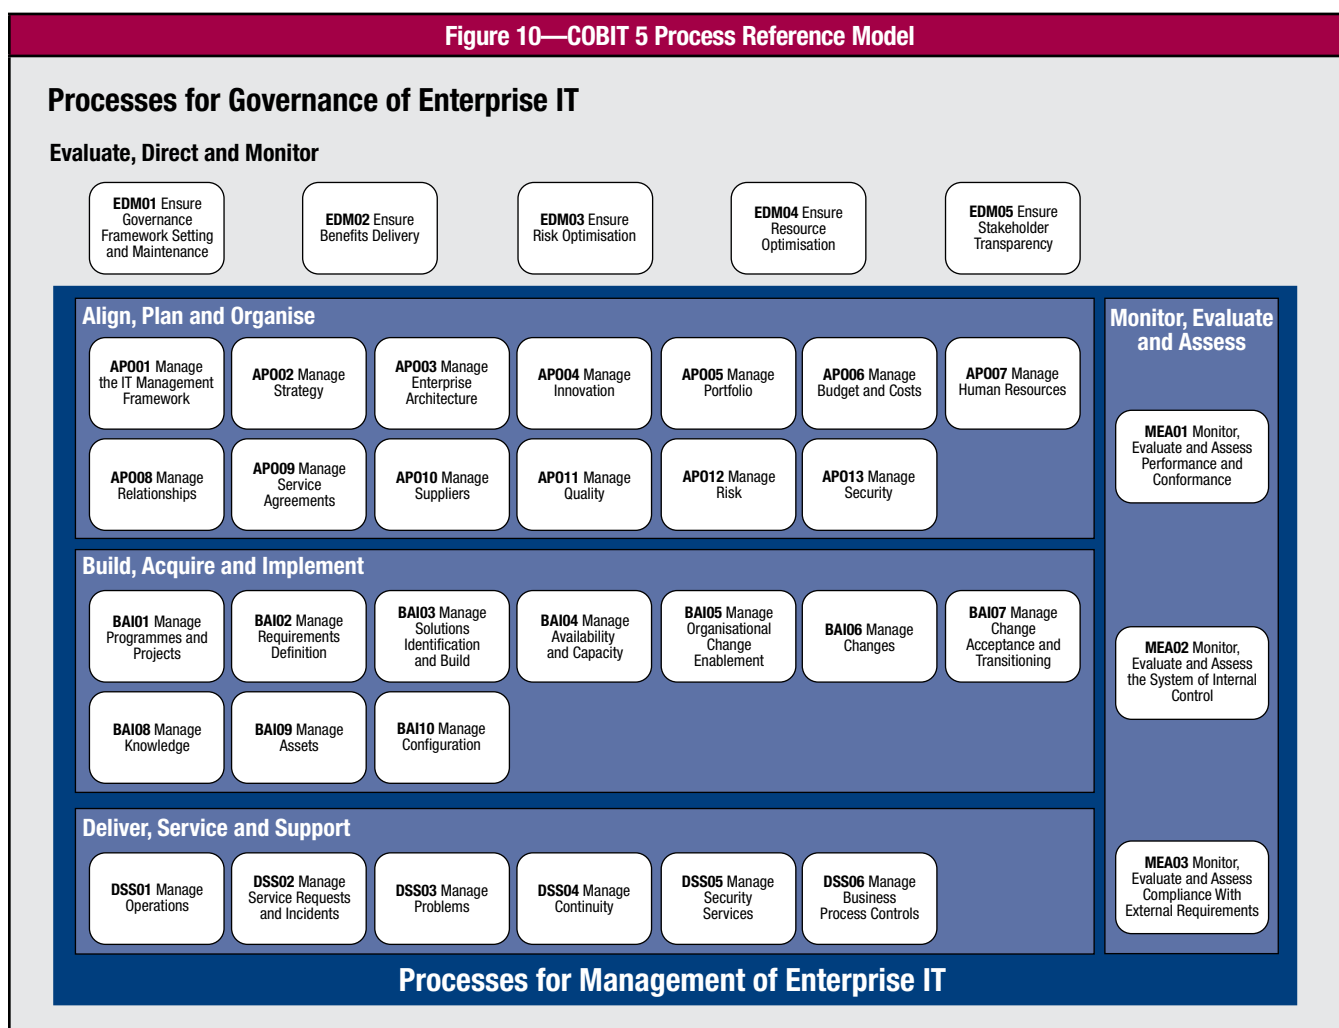 Figure 10—COBIT 5 Process Reference Model
Processes for Governance of Enterprise IT
Evaluate, Direct and Monitor
EDM01 Ensure
Governance
Framework Setting
and Maintenance
EDM02 Ensure
Benefits Delivery
EDM03 Ensure
Risk Optimisation
EDM04 Ensure
Resource
Optimisation
EDM05 Ensure
Stakeholder
Transparency
Align, Plan and Organise
APO01 Manage
the IT Management
Framework
APO02 Manage
Strategy
APO03 Manage
Enterprise
Architecture
APO04 Manage
Innovation
APO05 Manage
Portfolio
APO06 Manage
Budget and Costs
APO07 Manage
Human Resources
APO08 Manage
Relationships
APO09 Manage
Service
Agreements
APO10 Manage
Suppliers
APO11 Manage
Quality
APO12 Manage
Risk
APO13 Manage
Security
Build, Acquire and Implement
BAI01 Manage
Programmes and
Projects
BAI02 Manage
Requirements
Definition
BAI03 Manage
Solutions
Identification
and Build
BAI04 Manage
Availability
and Capacity
BAI05 Manage
Organisational
Change
Enablement
BAI06 Manage
Changes
BAI07 Manage
Change
Acceptance and
Transitioning
BAI08 Manage
Knowledge
BAI09 Manage
Assets
BAI10 Manage
Configuration
Deliver, Service and Support
DSS01 Manage
Operations
DSS02 Manage
Service Requests
and Incidents
DSS03 Manage
Problems
DSS04 Manage
Continuity
DSS05 Manage
Security
Services
DSS06 Manage
Business
Process Controls
Monitor, Evaluate
and Assess
MEA01 Monitor,
Evaluate and Assess
Performance and
Conformance
MEA02 Monitor,
Evaluate and Assess
the System of Internal
Control
MEA03 Monitor,
Evaluate and Assess
Compliance With
External Requirements
Processes for Management of Enterprise IT